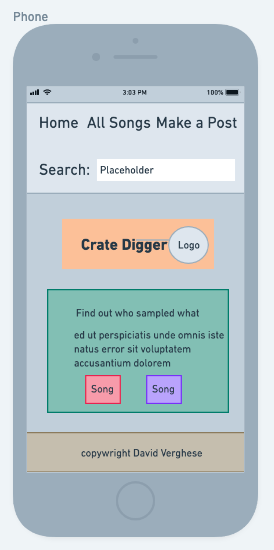 Phone
3:03 PM 100%
Home All Songs Make a Post
Search: Placeholder
Crate Digger Logo
Find out who sampled what
ed ut perspiciatis unde omnis iste
natus error sit voluptatem
accusantium dolorem
Song Song
copywright David Verghese